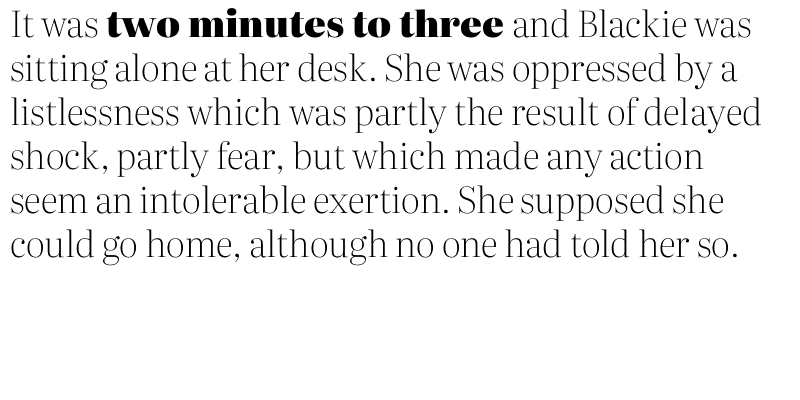 It was two minutes to three and Blackie was
sitting alone at her desk. She was oppressed by a
listlessness which was partly the result of delayed
shock, partly fear, but which made any action
seem an intolerable exertion. She supposed she
could go home, although no one had told her so.